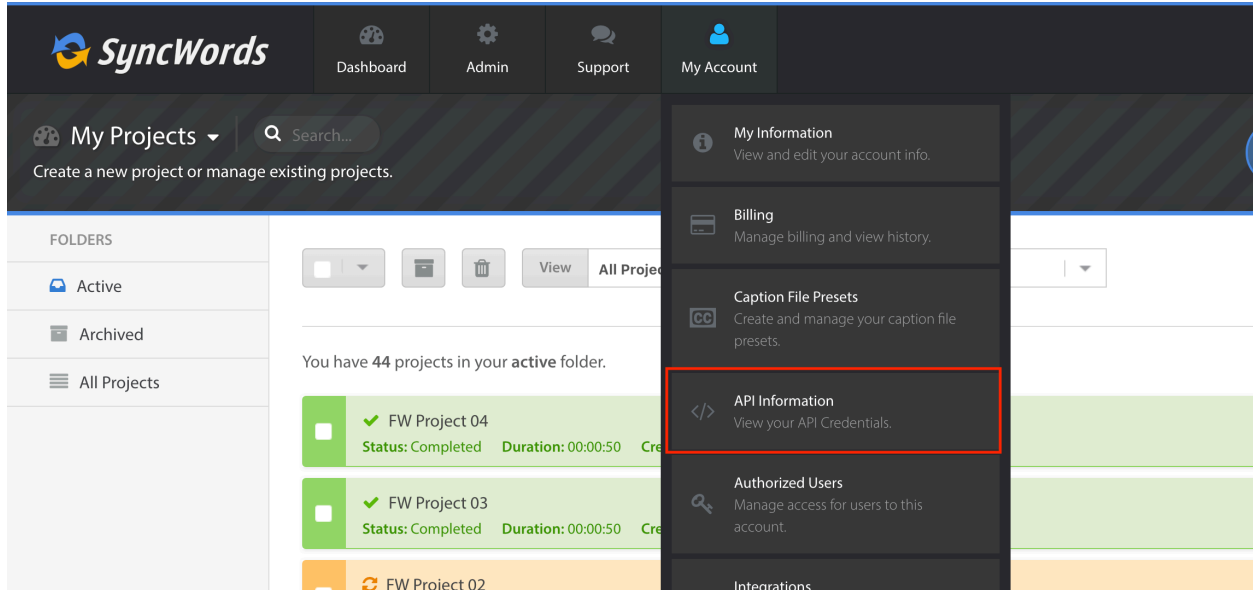 SyncWords
Dashboard
Admin
Support
My Account
My Projects
Search...
Create a new project or manage existing projects.
My Information
View and edit your account info.
Billing
Manage billing and view history.
Caption File Presets
Create and manage your caption file
presets.
API Information
View your API Credentials.
Authorized Users
Manage access for users to this
account.
Integrations
FOLDERS
Active
Archived
All Projects
View All Projec
You have 44 projects in your active folder.
FW Project 04
Status: Completed Duration: 00:00:50 Cre
FW Project 03
Status: Completed Duration: 00:00:50 Cre
FW Project 02